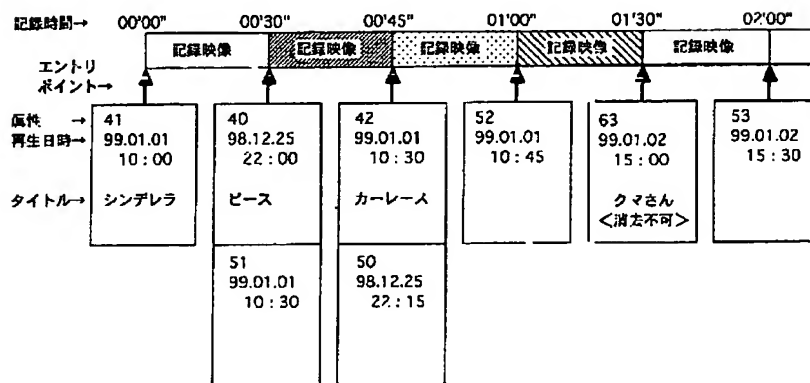 記録時間→ 00'00" 00'30" 00'45" 01'00" 01'30" 02'00"
記録映像 記録映像 記録映像 記録映像 記録映像
エントリ
ポイント→
属性 → 41 40 42 52 63 53
再生日時→ 99.01.01 98.12.25 99.01.01 99.01.01 99.01.02 99.01.02
10:00 22:00 10:30 10:45 15:00 15:30
タイトル→ シンデレラ ピース カーレース クマさん
<消去不可>
51 50
99.01.01 98.12.25
10:30 22:15